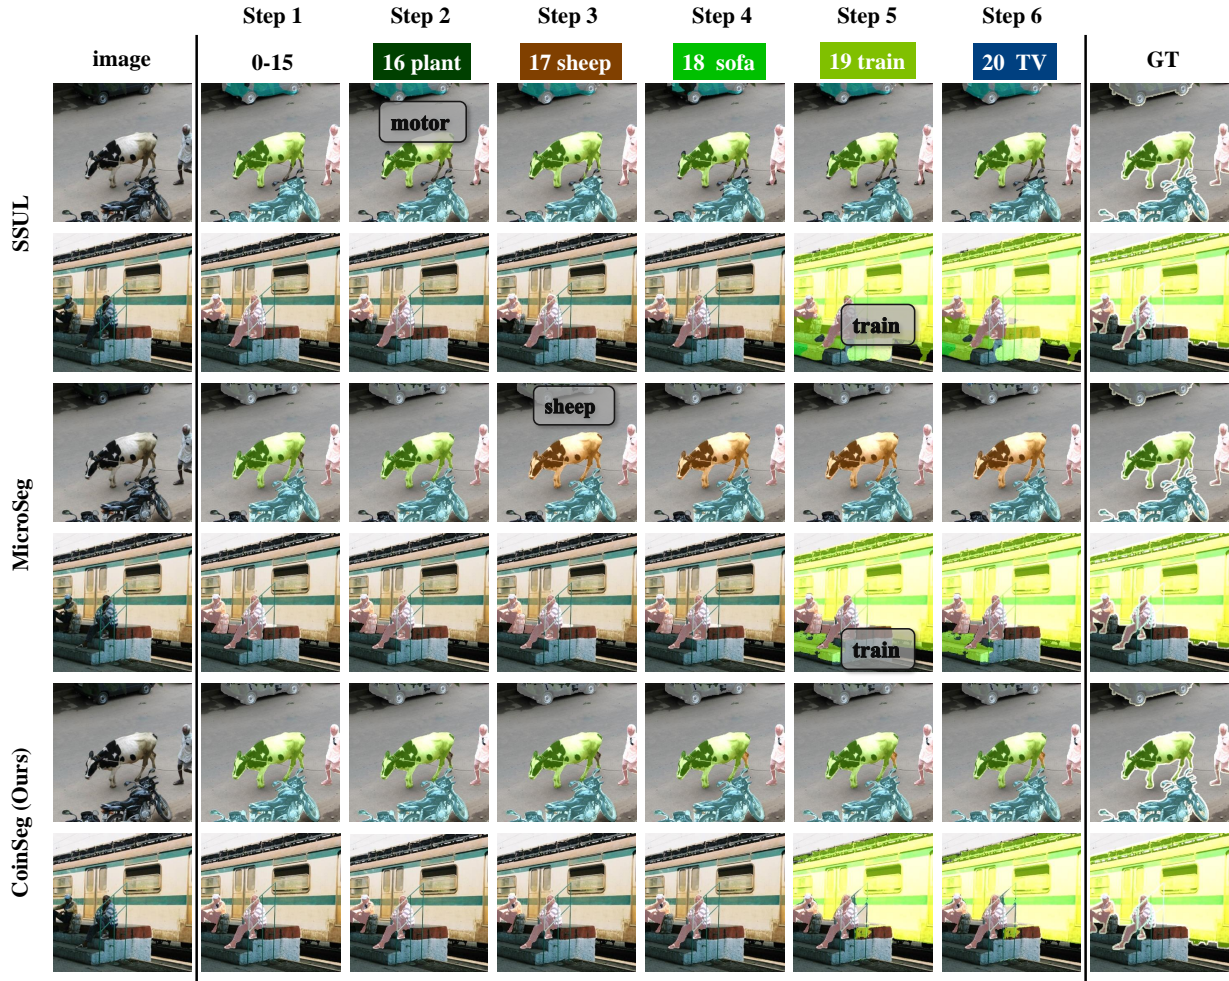 Step 1 Step 2 Step 3 Step 4 Step 5 Step 6
image 0-15 16 plant 17 sheep 18 sofa 19 train 20 TV GT
SSUL
motor
train
MicroSeg
sheep
train
CoinSeg (Ours)